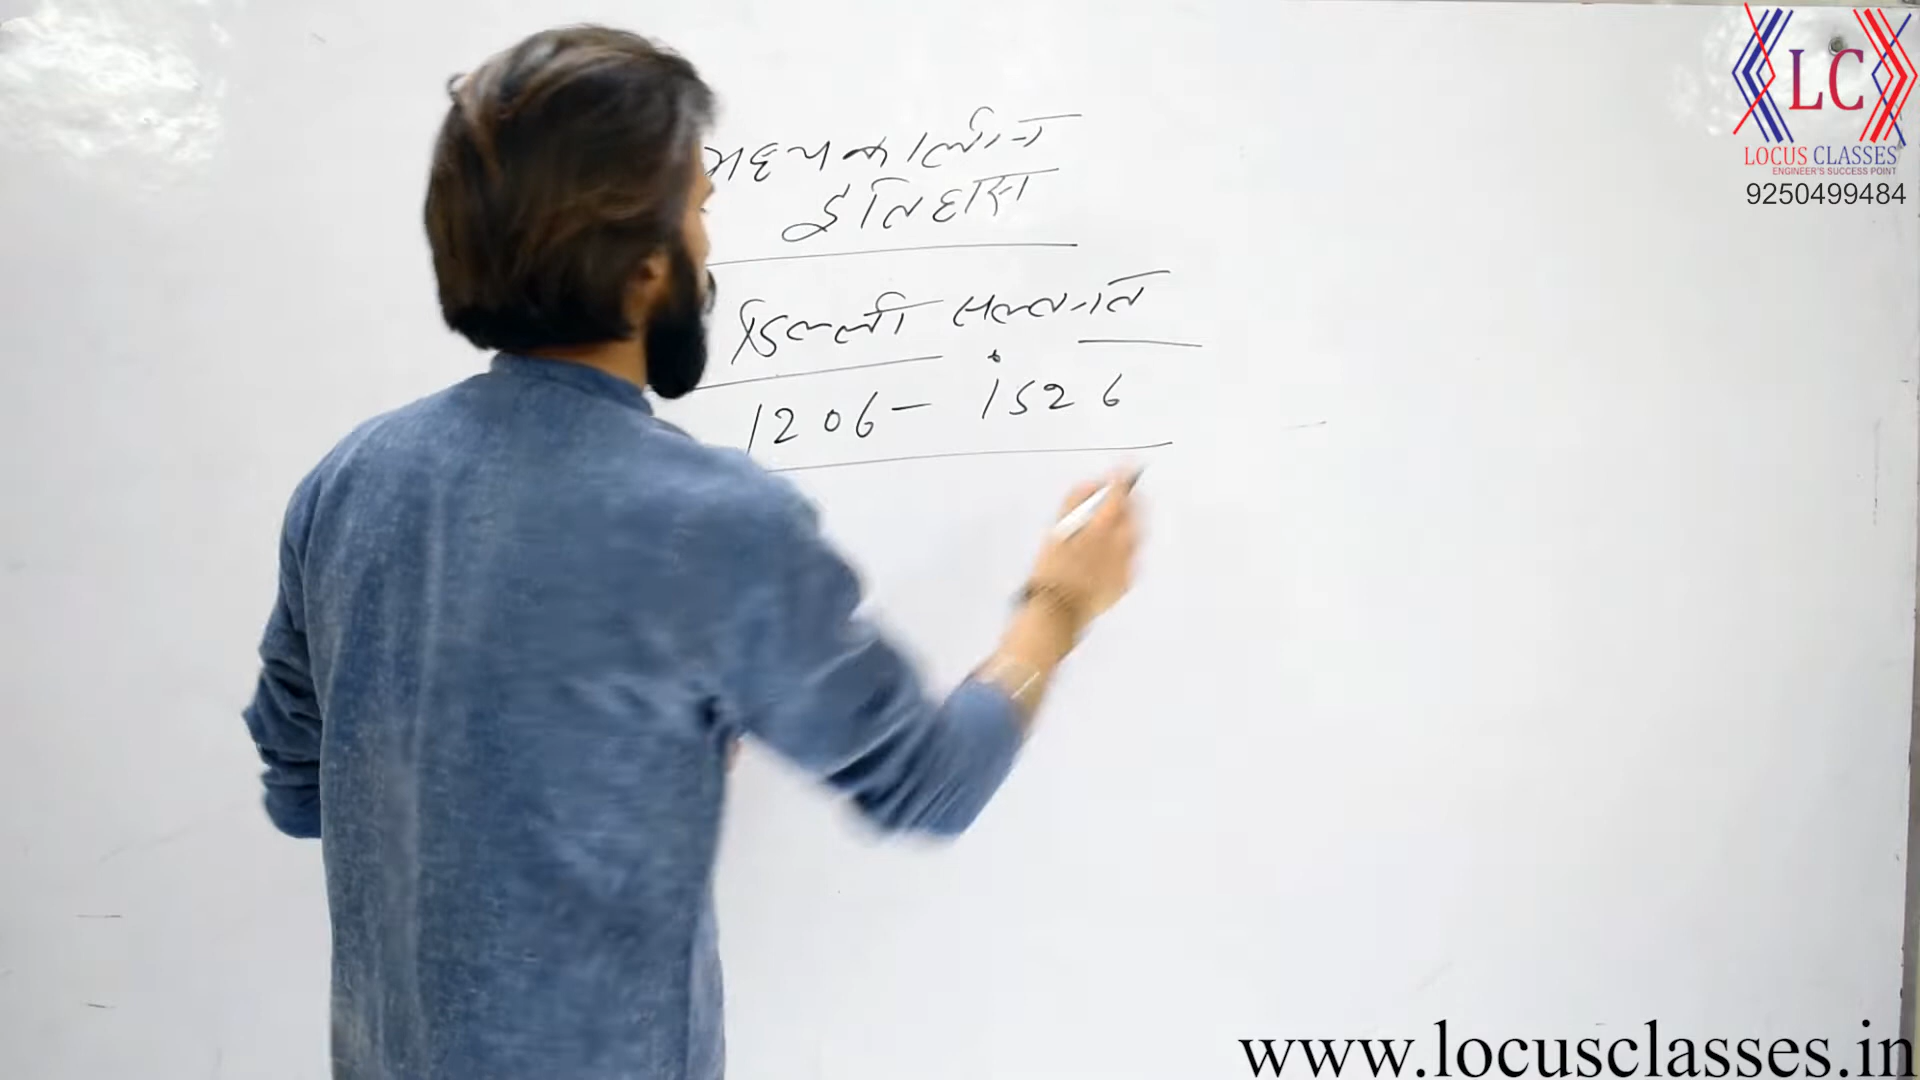 मध्यकालीन
इतिहास
दिल्ली सल्तनत
1206 - 1526
LC
LOCUS CLASSES
ENGINEER'S SUCCESS POINT
9250499484
www.locusclasses.in